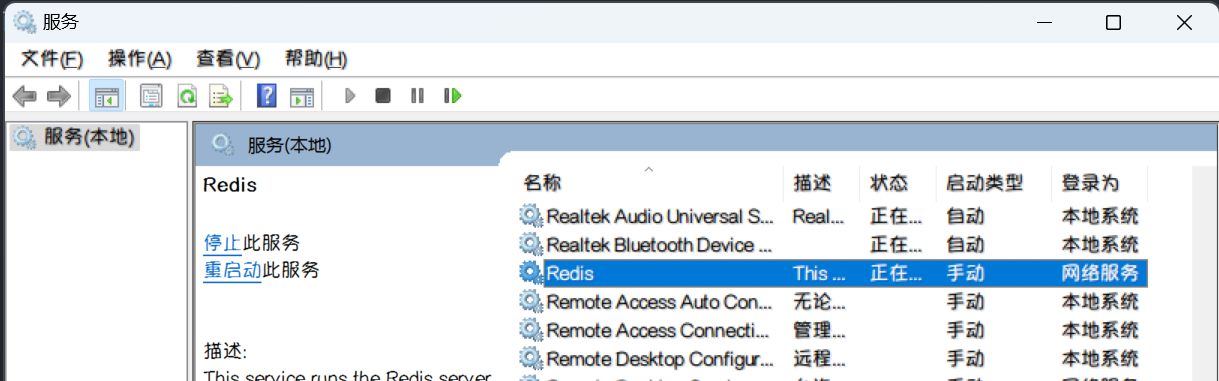 服务
文件(F) 操作(A) 查看(V) 帮助(H)
服务(本地)
服务(本地)
Redis
停止此服务
重启动此服务
描述:
This service runs the Redis server
名称 描述 状态 启动类型 登录为
Realtek Audio Universal S... Real... 正在... 自动 本地系统
Realtek Bluetooth Device ... 正在... 自动 本地系统
Redis This ... 正在... 手动 网络服务
Remote Access Auto Con... 无论... 手动 本地系统
Remote Access Connecti... 管理... 手动 本地系统
Remote Desktop Configur... 远程... 手动 本地系统